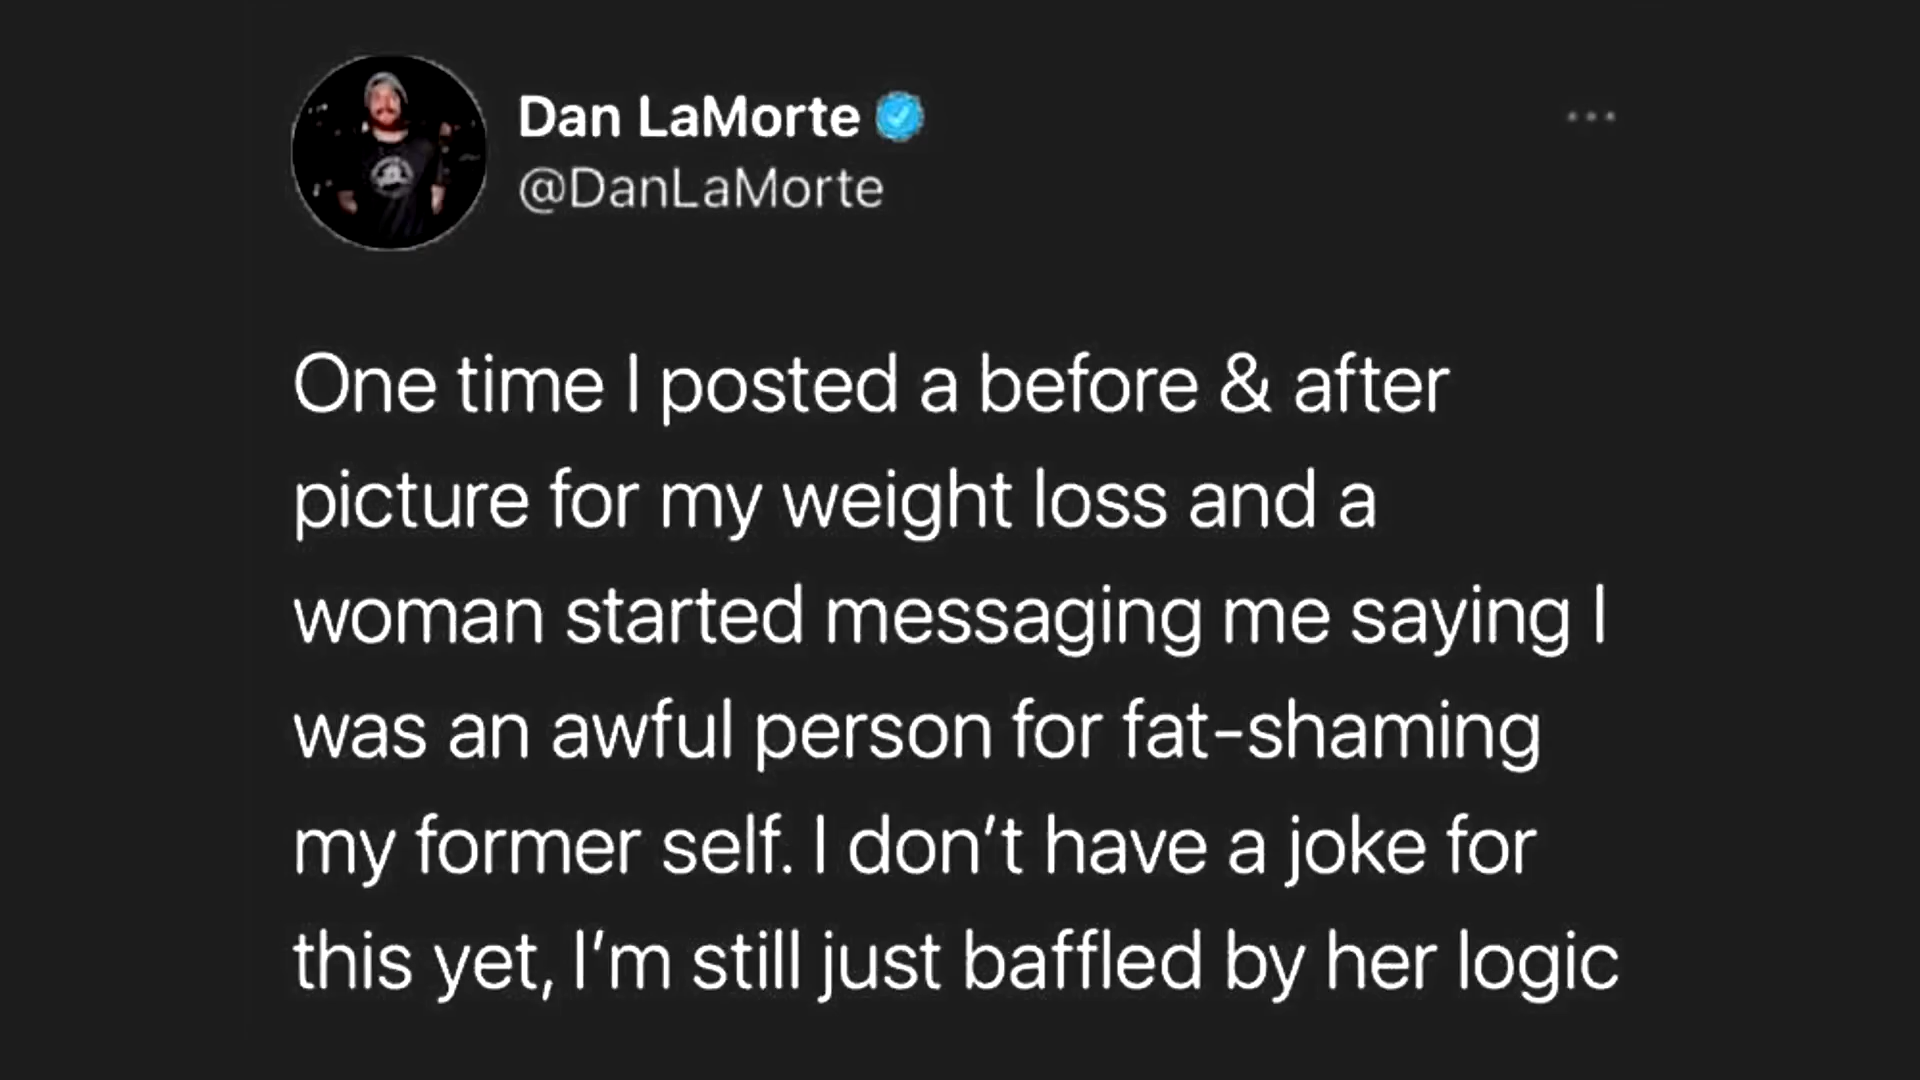 Dan LaMorte
@DanLaMorte
One time I posted a before & after
picture for my weight loss and a
woman started messaging me saying I
was an awful person for fat-shaming
my former self. I don’t have a joke for
this yet, I’m still just baffled by her logic